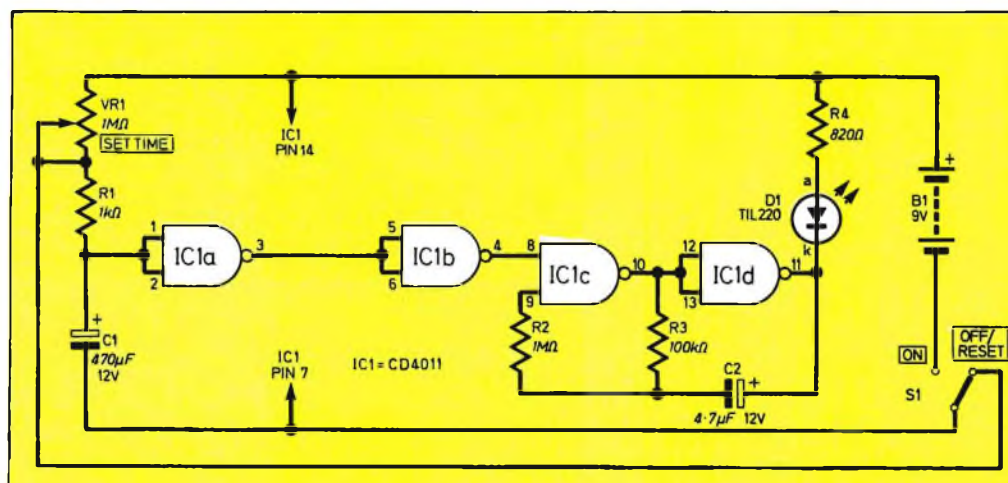 VR1
1MΩ
SET TIME
R1
1kΩ
C1
470µF
12V
+
IC1
PIN 14
IC1
PIN 7
IC1 = CD4011
1
2
IC1a
3
5
6
IC1b
4
8
9
IC1c
10
R2
1MΩ
R3
100kΩ
C2
+
4·7µF 12V
12
13
IC1d
11
R4
820Ω
a
D1
TIL220
k
+
B1
9V
ON
OFF/
RESET
S1